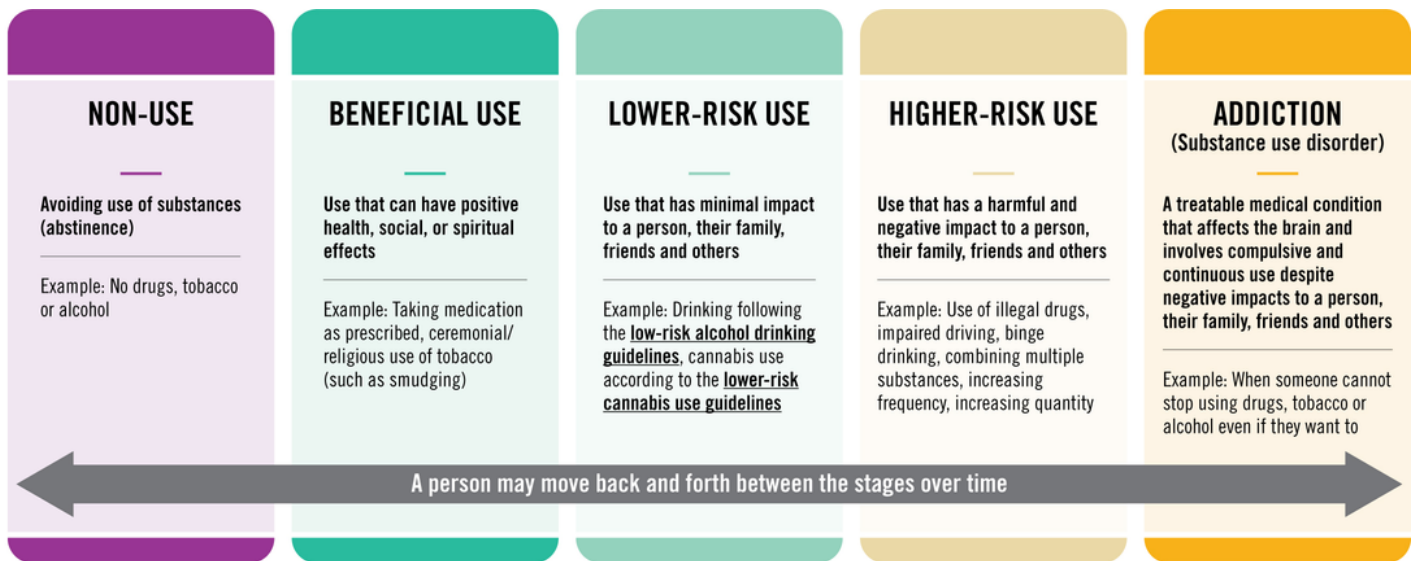 NON-USE
Avoiding use of substances
(abstinence)
Example: No drugs, tobacco
or alcohol
BENEFICIAL USE
Use that can have positive
health, social, or spiritual
effects
Example: Taking medication
as prescribed, ceremonial/
religious use of tobacco
(such as smudging)
LOWER-RISK USE
Use that has minimal impact
to a person, their family,
friends and others
Example: Drinking following
the low-risk alcohol drinking
guidelines, cannabis use
according to the lower-risk
cannabis use guidelines
HIGHER-RISK USE
Use that has a harmful and
negative impact to a person,
their family, friends and others
Example: Use of illegal drugs,
impaired driving, binge
drinking, combining multiple
substances, increasing
frequency, increasing quantity
ADDICTION
(Substance use disorder)
A treatable medical condition
that affects the brain and
involves compulsive and
continuous use despite
negative impacts to a person,
their family, friends and others
Example: When someone cannot
stop using drugs, tobacco or
alcohol even if they want to
A person may move back and forth between the stages over time